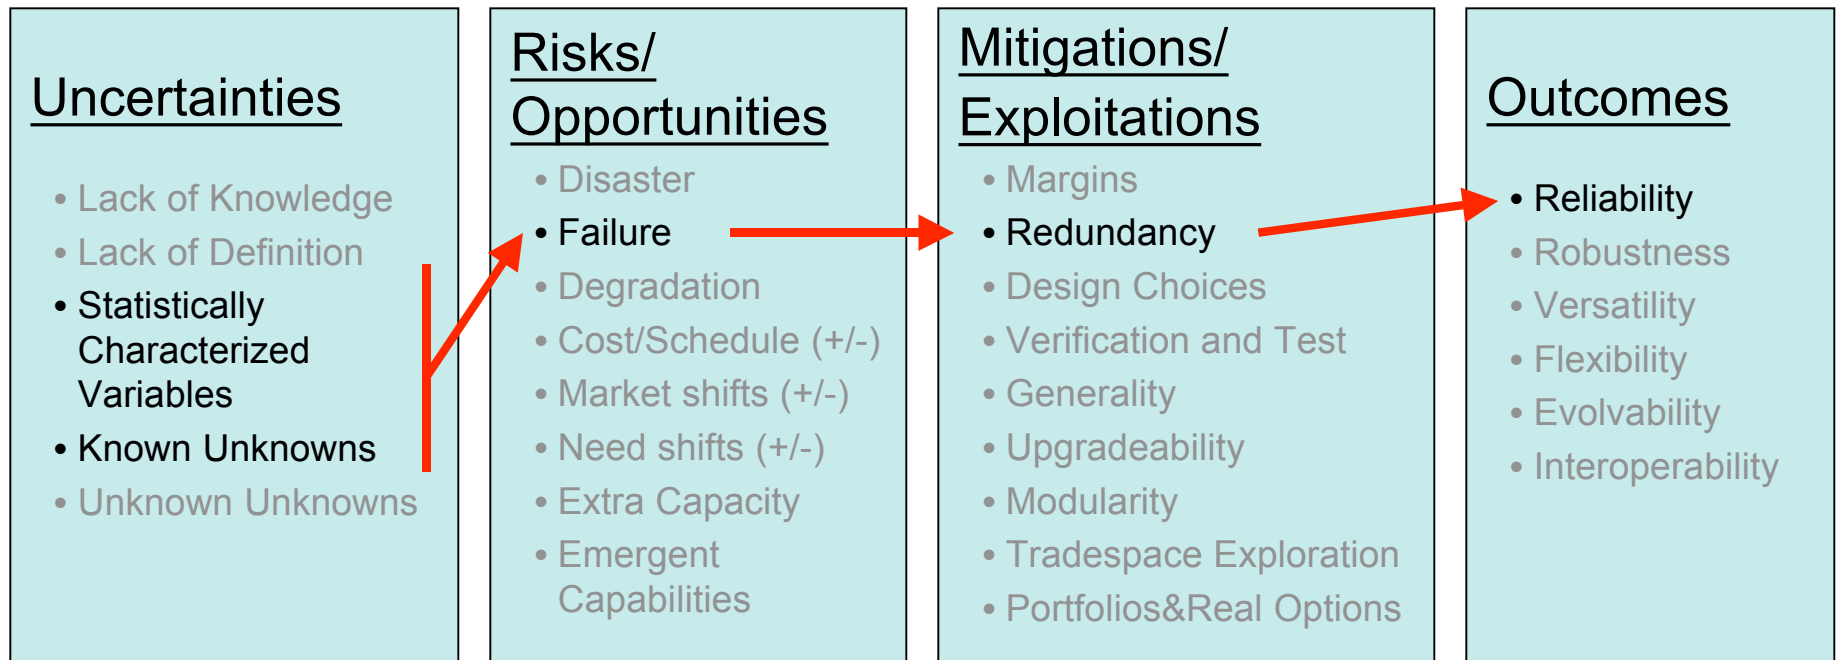 Uncertainties
• Lack of Knowledge
• Lack of Definition
• Statistically
Characterized
Variables
• Known Unknowns
• Unknown Unknowns
Risks/
Opportunities
• Disaster
• Failure
• Degradation
• Cost/Schedule (+/-)
• Market shifts (+/-)
• Need shifts (+/-)
• Extra Capacity
• Emergent
Capabilities
Mitigations/
Exploitations
• Margins
• Redundancy
• Design Choices
• Verification and Test
• Generality
• Upgradeability
• Modularity
• Tradespace Exploration
• Portfolios&Real Options
Outcomes
• Reliability
• Robustness
• Versatility
• Flexibility
• Evolvability
• Interoperability